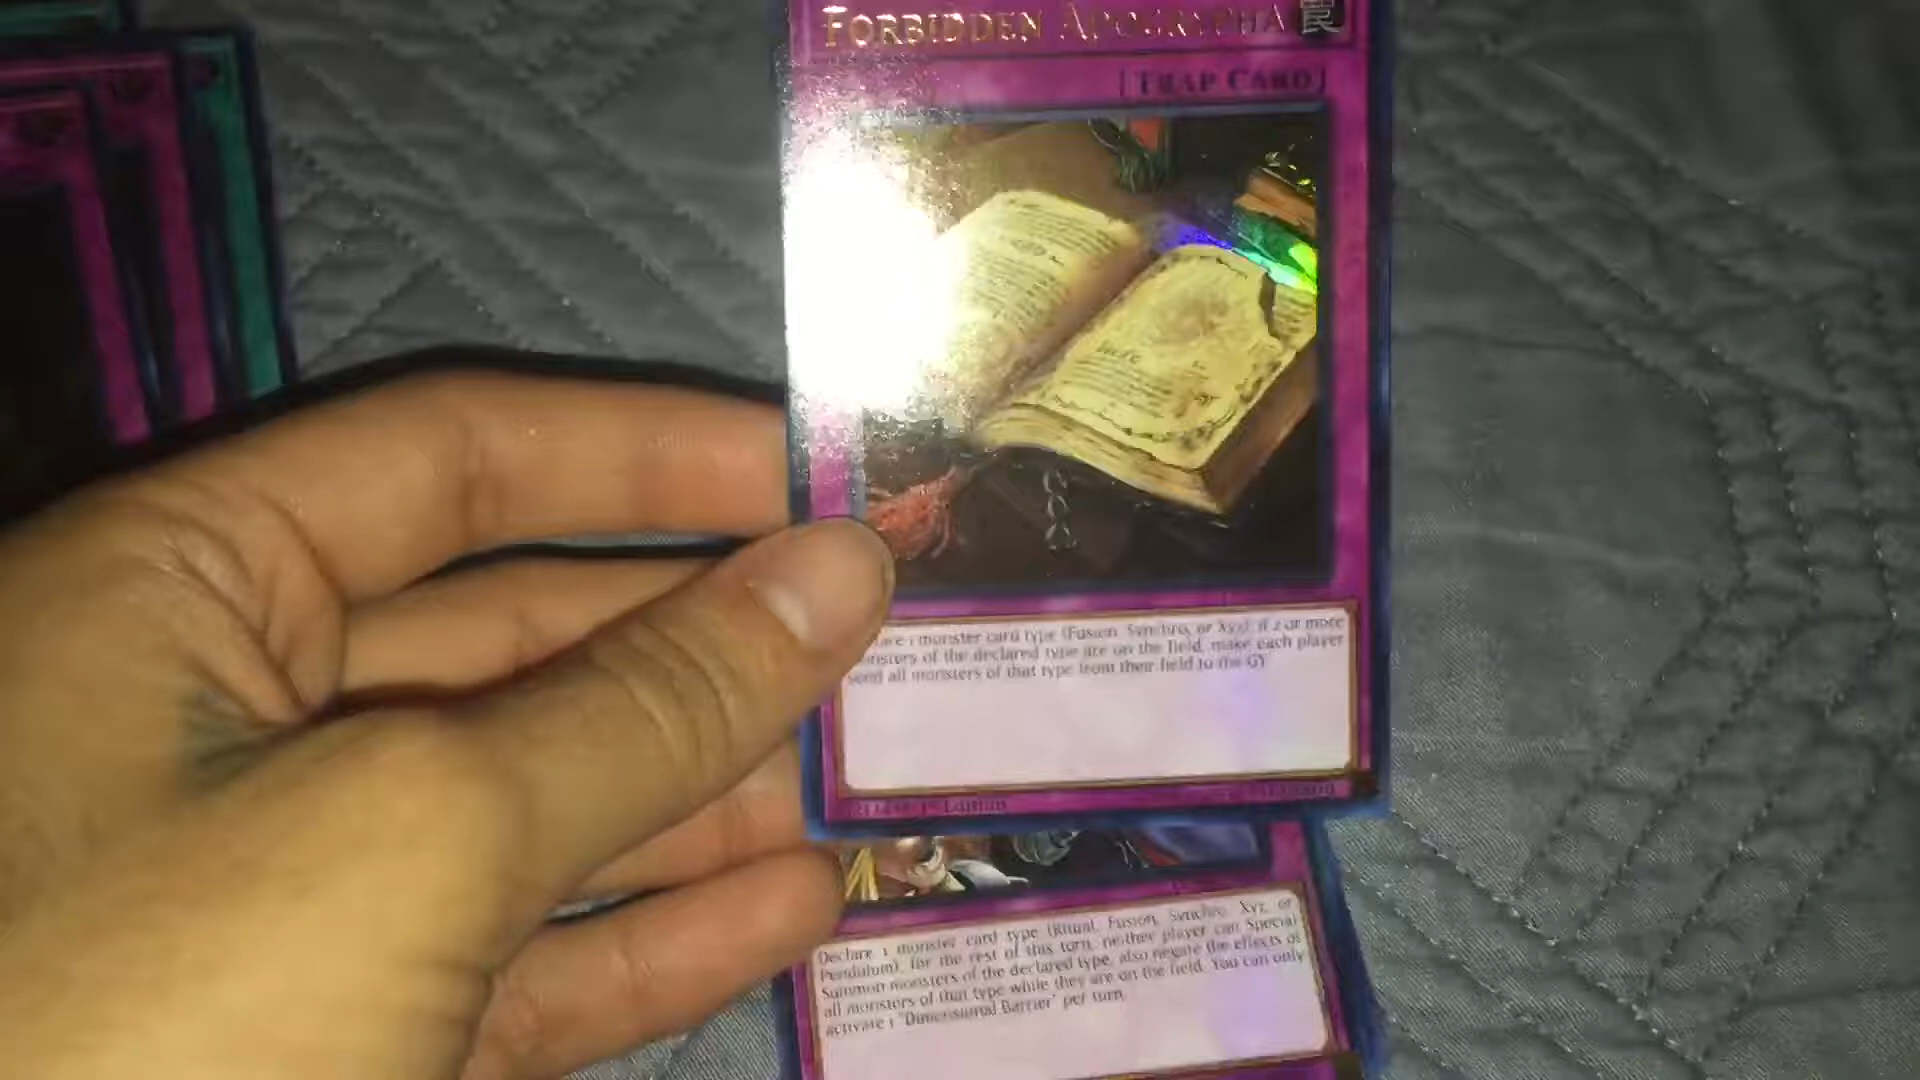 FORBIDDEN APOCRYPHA 罠
[TRAP CARD]
are 1 monster card type (Fusion, Synchro, or Xyz); if 2 or more
monsters of the declared type are on the field, make each player
send all monsters of that type from their field to the GY.
1st Edition
Declare 1 monster card type (Ritual, Fusion, Synchro, Xyz, or
Pendulum); for the rest of this turn, neither player can Special
Summon monsters of the declared type, also negate the effects of
all monsters of that type while they are on the field. You can only
activate 1 "Dimensional Barrier" per turn.